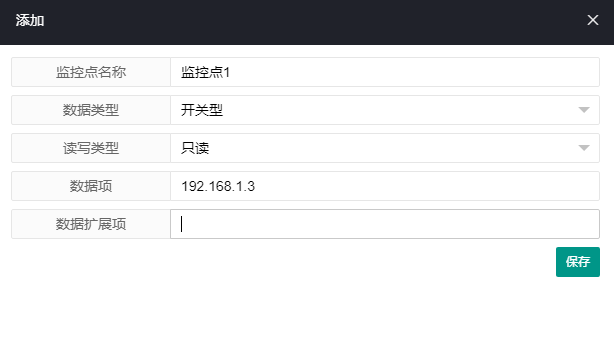 添加
监控点名称 监控点1
数据类型 开关型
读写类型 只读
数据项 192.168.1.3
数据扩展项
保存